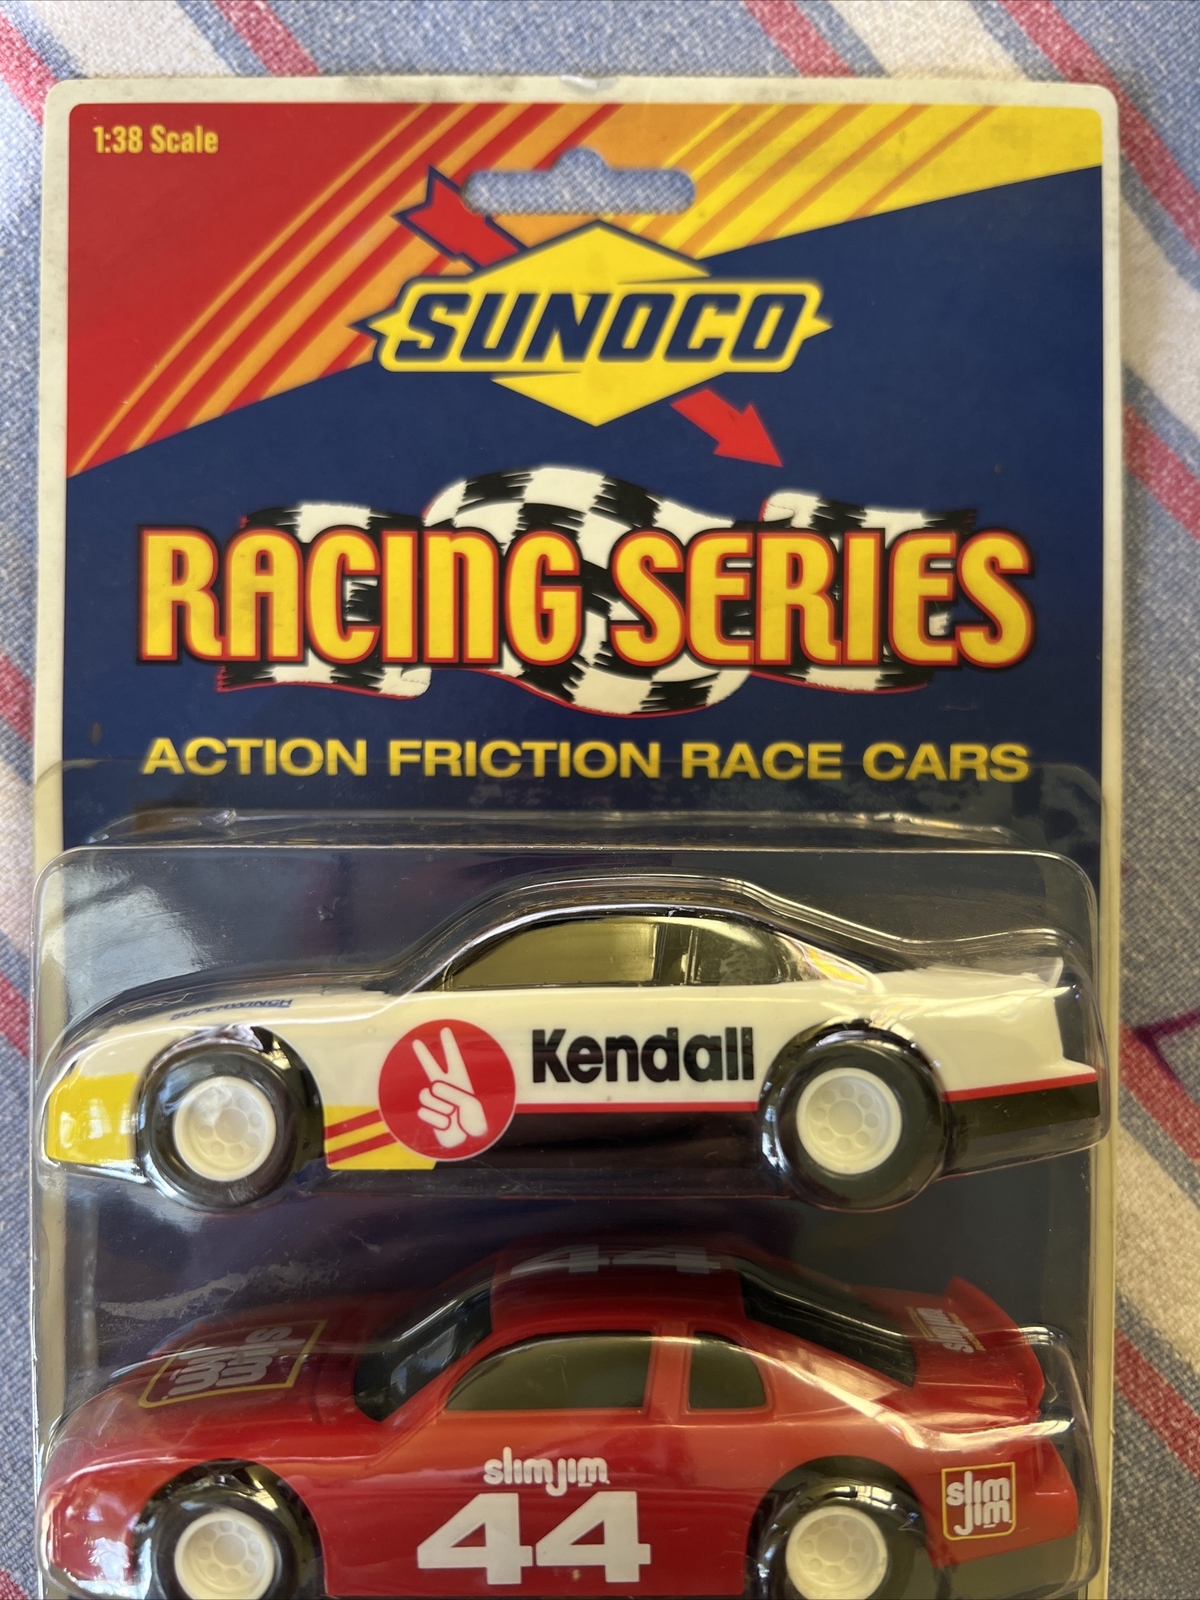 1:38 Scale
SUNOCO
RACING SERIES
ACTION FRICTION RACE CARS
SUPERWINCH
Kendall
44
slim jim
slim jim
slim jim
44
slim jim